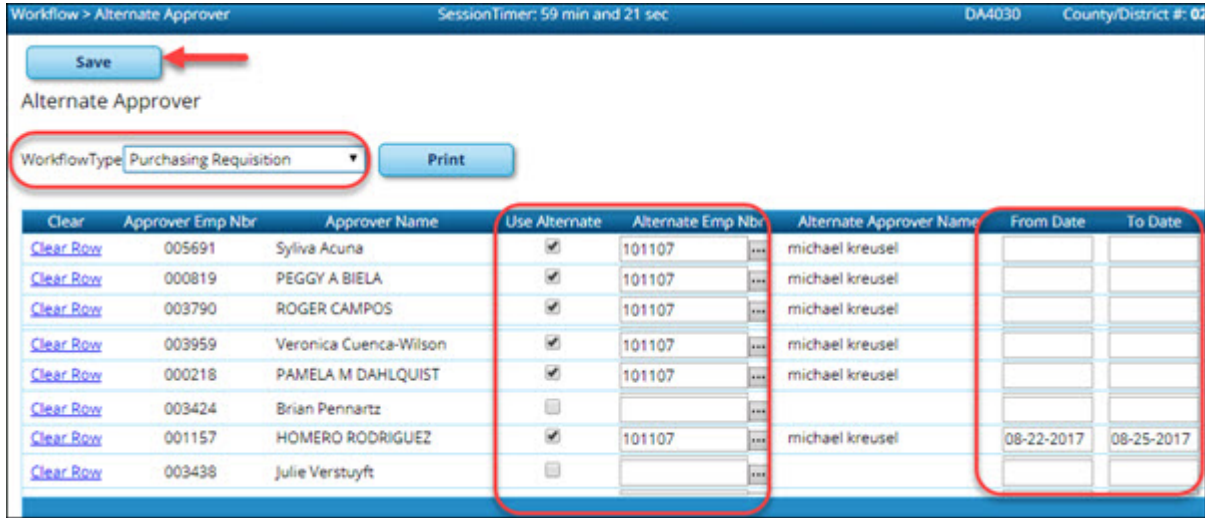 Workflow > Alternate Approver SessionTimer: 59 min and 21 sec DA4030 County/District #: 02
Save
Alternate Approver
WorkflowType Purchasing Requisition Print
Clear Approver Emp Nbr Approver Name Use Alternate Alternate Emp Nbr Alternate Approver Name From Date To Date
Clear Row 005691 Syliva Acuna 101107 ... michael kreusel
Clear Row 000819 PEGGY A BIELA 101107 ... michael kreusel
Clear Row 003790 ROGER CAMPOS 101107 ... michael kreusel
Clear Row 003959 Veronica Cuenca-Wilson 101107 ... michael kreusel
Clear Row 000218 PAMELA M DAHLQUIST 101107 ... michael kreusel
Clear Row 003424 Brian Pennartz ...
Clear Row 001157 HOMERO RODRIGUEZ 101107 ... michael kreusel 08-22-2017 08-25-2017
Clear Row 003438 Julie Verstuyft ...